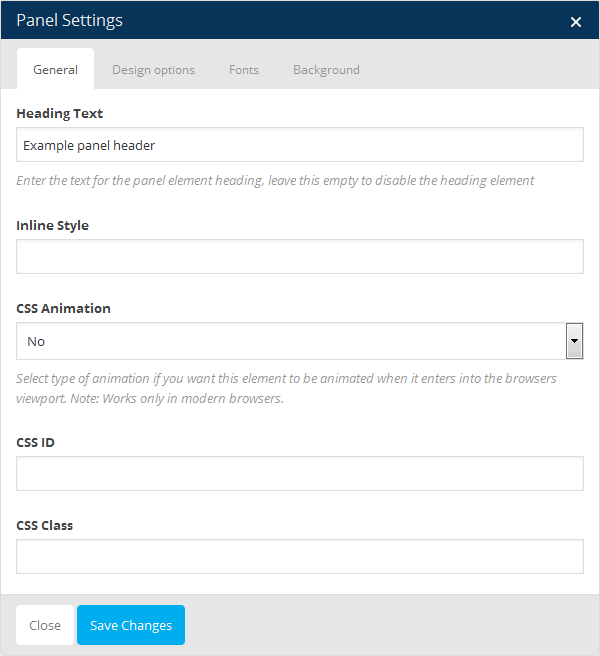 Panel Settings
General Design options Fonts Background
Heading Text
Example panel header
Enter the text for the panel element heading, leave this empty to disable the heading element
Inline Style
CSS Animation
No
Select type of animation if you want this element to be animated when it enters into the browsers
viewport. Note: Works only in modern browsers.
CSS ID
CSS Class
Close Save Changes